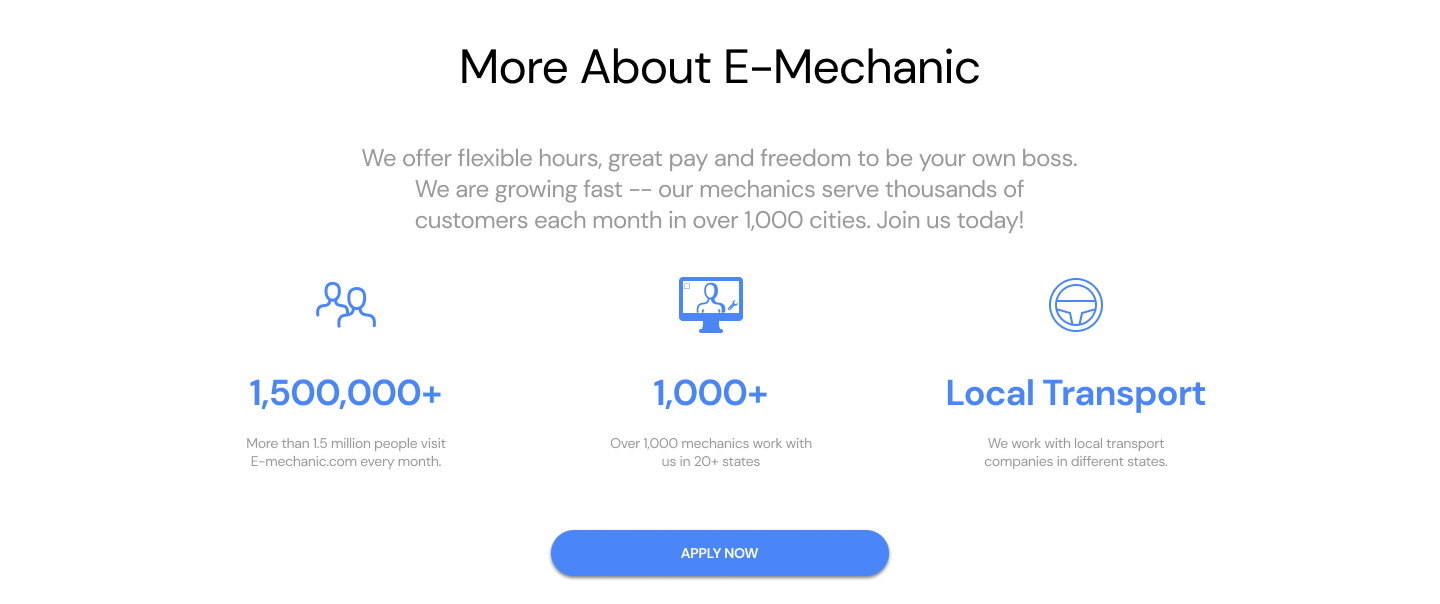 More About E-Mechanic
We offer flexible hours, great pay and freedom to be your own boss.
We are growing fast -- our mechanics serve thousands of
customers each month in over 1,000 cities. Join us today!
1,500,000+
More than 1.5 million people visit
E-mechanic.com every month.
1,000+
Over 1,000 mechanics work with
us in 20+ states
Local Transport
We work with local transport
companies in different states.
APPLY NOW